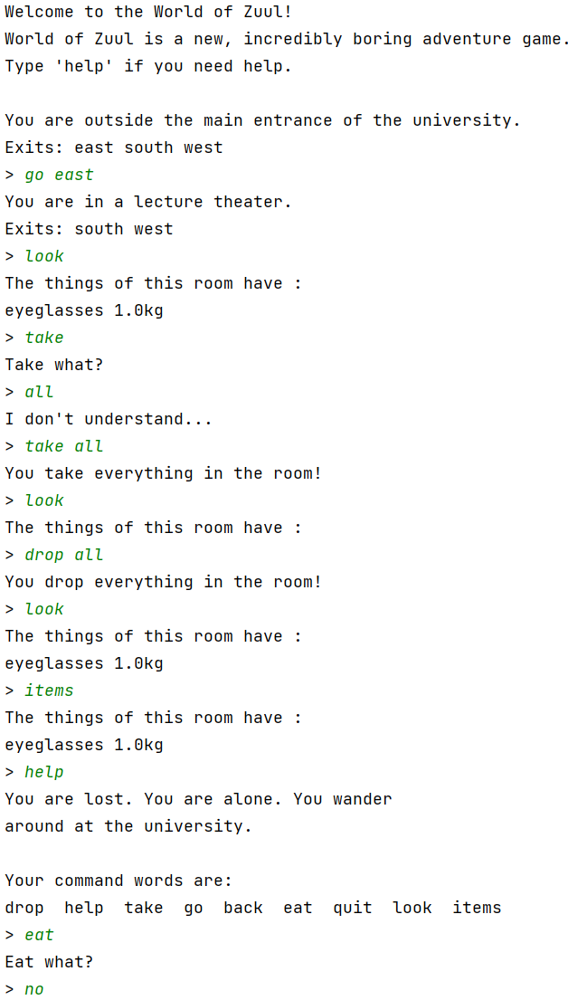 Welcome to the World of Zuul!
World of Zuul is a new, incredibly boring adventure game.
Type 'help' if you need help.

You are outside the main entrance of the university.
Exits: east south west
> go east
You are in a lecture theater.
Exits: south west
> look
The things of this room have :
eyeglasses 1.0kg
> take
Take what?
> all
I don't understand...
> take all
You take everything in the room!
> look
The things of this room have :
> drop all
You drop everything in the room!
> look
The things of this room have :
eyeglasses 1.0kg
> items
The things of this room have :
eyeglasses 1.0kg
> help
You are lost. You are alone. You wander
around at the university.

Your command words are:
drop  help  take  go  back  eat  quit  look  items
> eat
Eat what?
> no